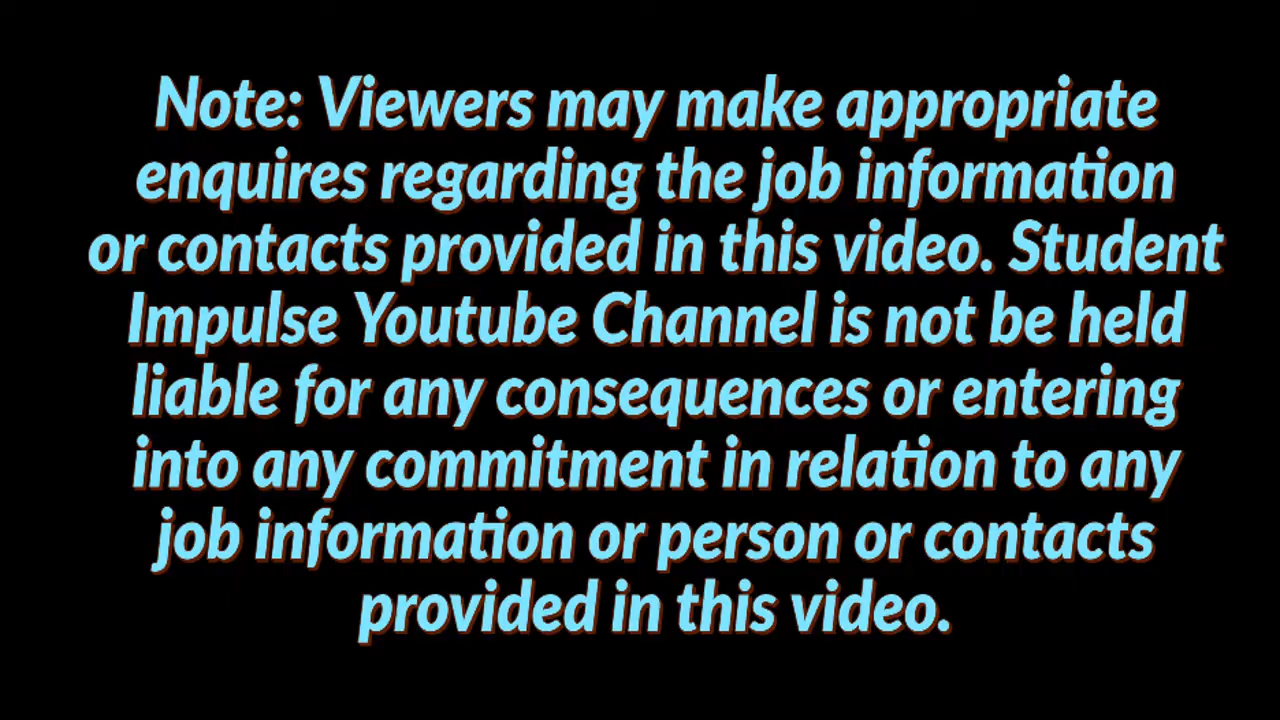 Note: Viewers may make appropriate
enquires regarding the job information
or contacts provided in this video. Student
Impulse Youtube Channel is not be held
liable for any consequences or entering
into any commitment in relation to any
job information or person or contacts
provided in this video.